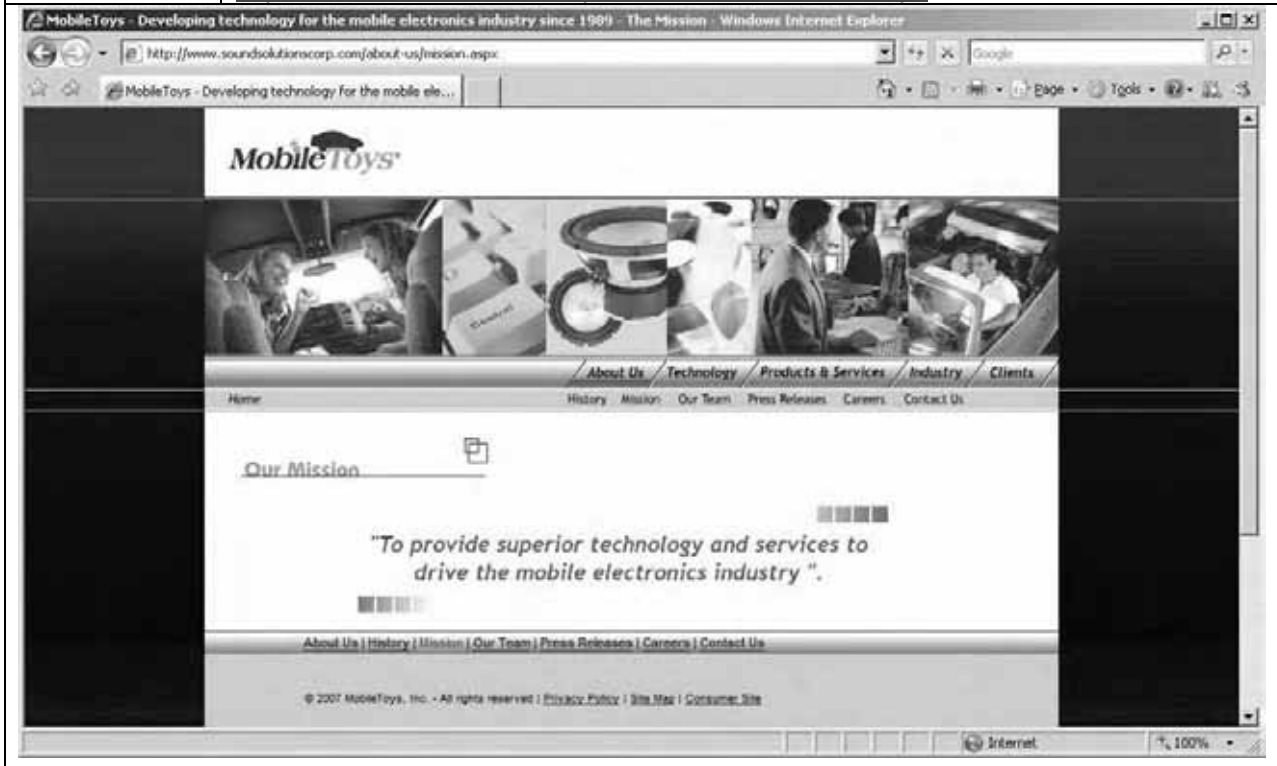 MobileToys - Developing technology for the mobile electronics industry since 1989 - The Mission - Windows Internet Explorer
http://www.soundsolutionscorp.com/about-us/mission.aspx
Google
MobileToys - Developing technology for the mobile ele...
Page
Tools
MobileToys
About Us / Technology / Products & Services / Industry / Clients
Home
History Mission Our Team Press Releases Careers Contact Us
Our Mission
"To provide superior technology and services to
drive the mobile electronics industry ".
About Us | History | Mission | Our Team | Press Releases | Careers | Contact Us
© 2007 MobileToys, Inc. - All rights reserved | Privacy Policy | Site Map | Consumer Site
Internet
100%